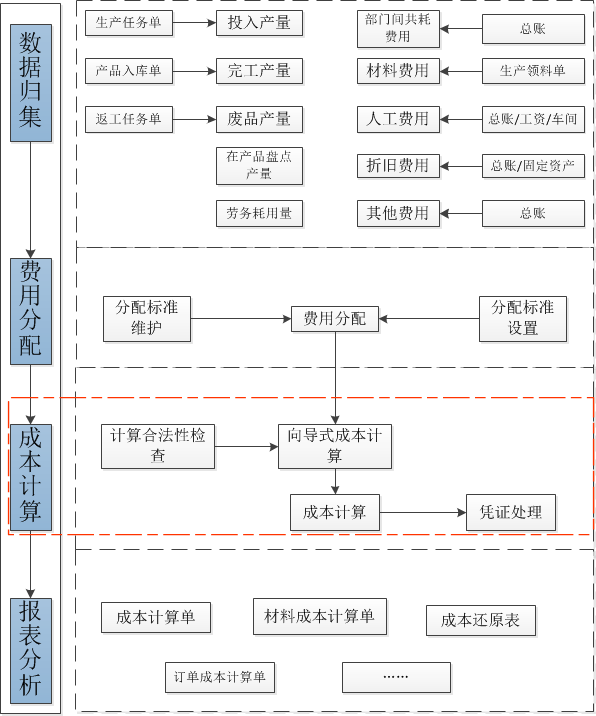 数据归集
生产任务单
投入产量
部门间共耗
费用
总账
产品入库单
完工产量
材料费用
生产领料单
返工任务单
废品产量
人工费用
总账/工资/车间
在产品盘点
产量
折旧费用
总账/固定资产
劳务耗用量
其他费用
总账
费用分配
分配标准
维护
费用分配
分配标准
设置
成本计算
计算合法性检
查
向导式成本计
算
成本计算
凭证处理
报表分析
成本计算单
材料成本计算单
成本还原表
订单成本计算单
……